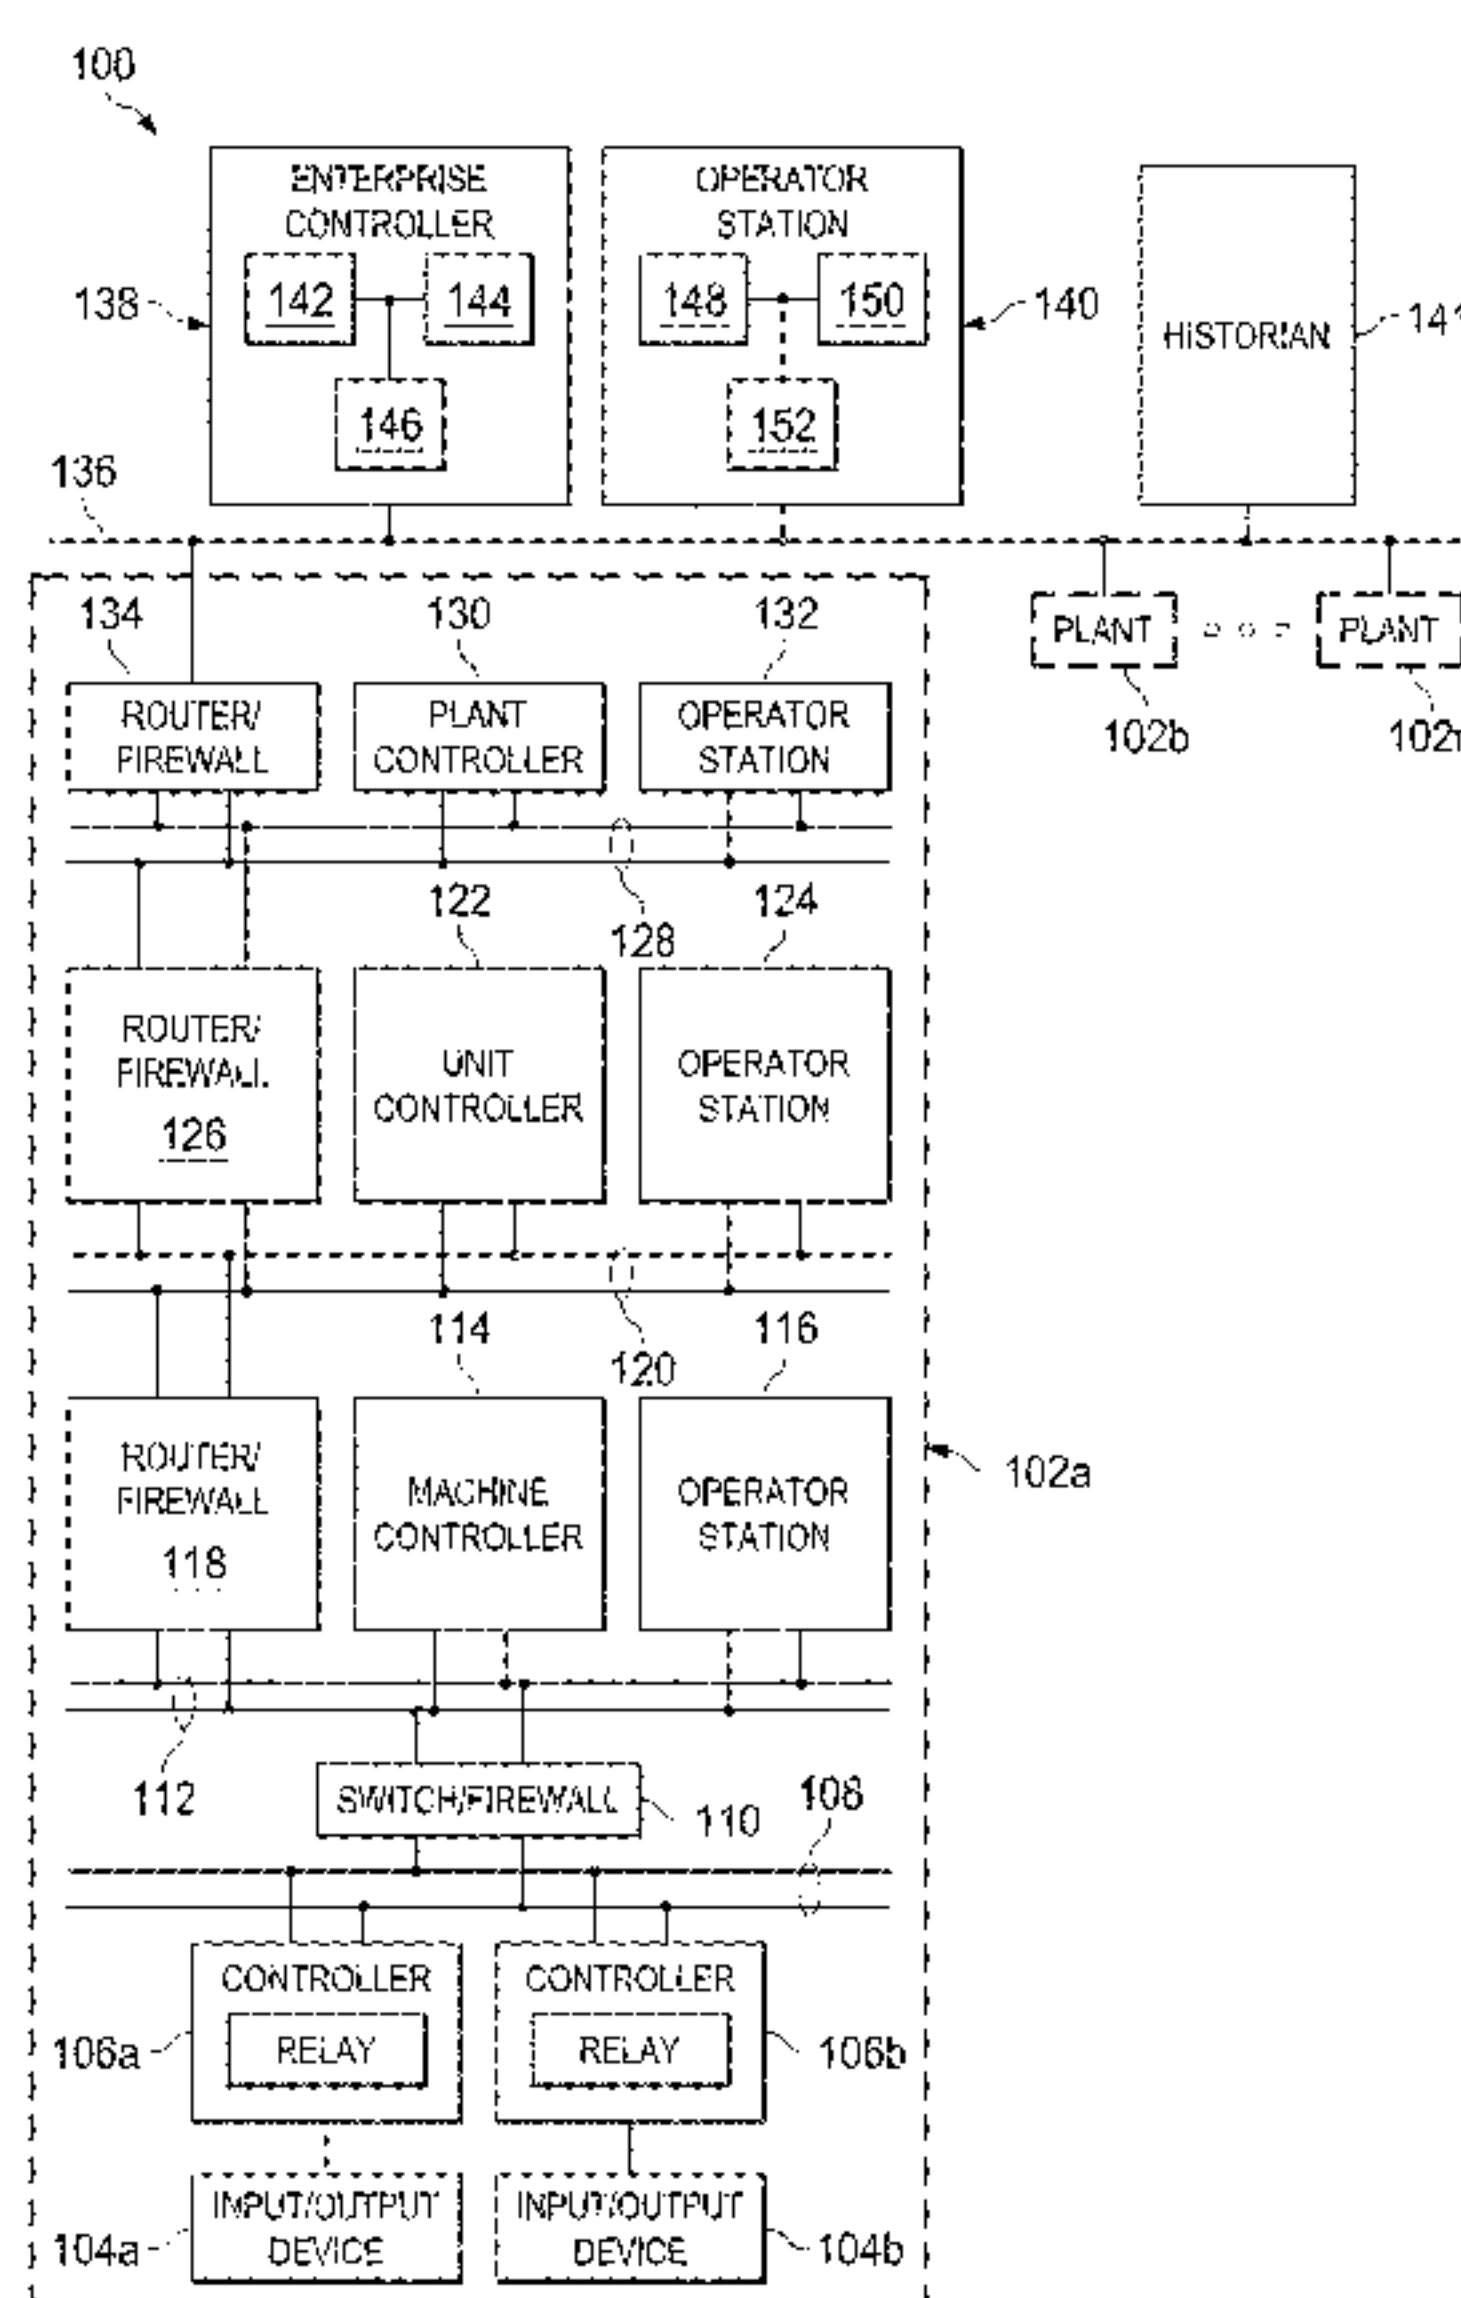 100
ENTERPRISE
CONTROLLER
142
144
146
138
OPERATOR
STATION
148
150
152
140
HISTORIAN
141
136
134
130
132
PLANT
PLANT
102b
ROUTER/
FIREWALL
PLANT
CONTROLLER
OPERATOR
STATION
122
124
128
ROUTER/
FIREWALL
126
UNIT
CONTROLLER
OPERATOR
STATION
114
116
120
ROUTER/
FIREWALL
118
MACHINE
CONTROLLER
OPERATOR
STATION
102a
112
SWITCH/FIREWALL
110
108
CONTROLLER
RELAY
106a
CONTROLLER
RELAY
106b
INPUT/OUTPUT
DEVICE
104a
INPUT/OUTPUT
DEVICE
104b